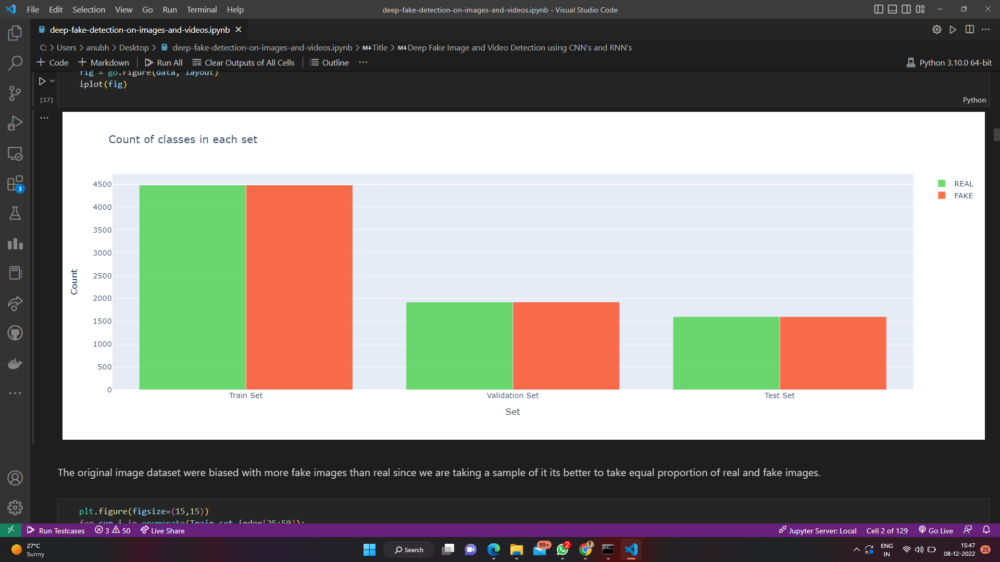 File Edit Selection View Go Run Terminal Help
deep-fake-detection-on-images-and-videos.ipynb - Visual Studio Code
deep-fake-detection-on-images-and-videos.ipynb
C: > Users > anubh > Desktop > deep-fake-detection-on-images-and-videos.ipynb > M↓Title > M↓Deep Fake Image and Video Detection using CNN's and RNN's
+ Code + Markdown Run All Clear Outputs of All Cells Outline ···
Python 3.10.0 64-bit
fig = go.Figure(data, layout)
iplot(fig)
[17]
Python
Count of classes in each set
4500
4000
3500
3000
2500
2000
1500
1000
500
0
Count
Train Set
Validation Set
Test Set
Set
REAL
FAKE
3
The original image dataset were biased with more fake images than real since we are taking a sample of it its better to take equal proportion of real and fake images.
plt.figure(figsize=(15,15))
for cur,i in enumerate(Train_set.index[25:50]):
Run Testcases 3 50 Live Share
Jupyter Server: Local Cell 2 of 129 Go Live
27°C
Sunny
Search
99+
2
ENG
IN
15:47
08-12-2022
28